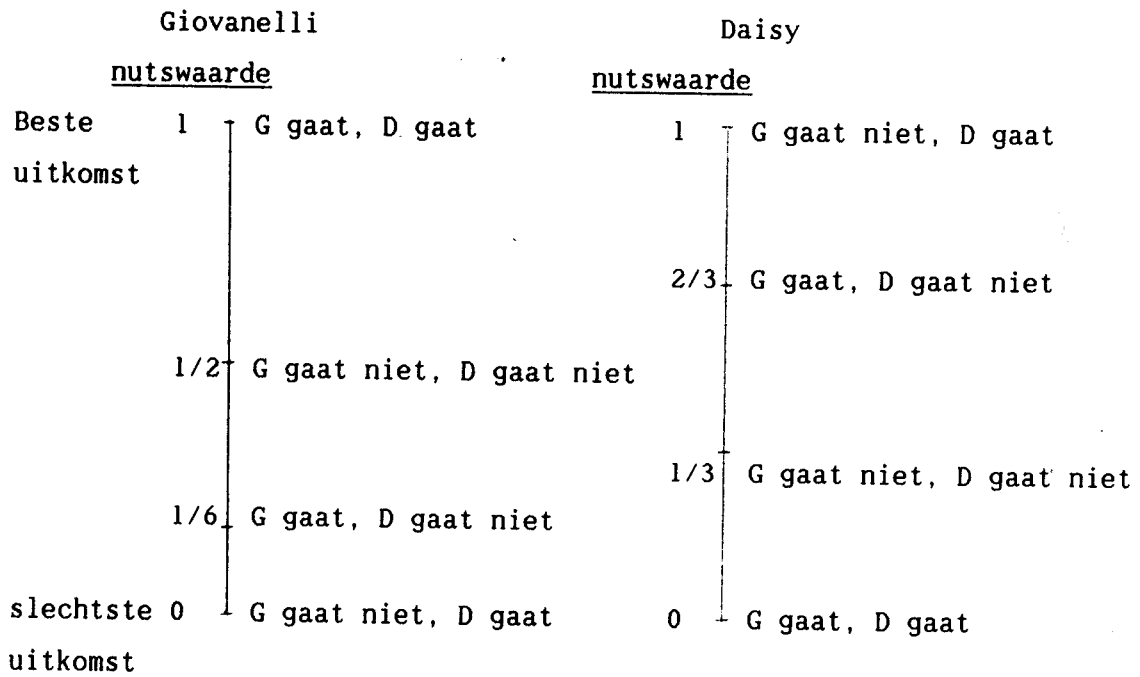 Giovanelli
nutswaarde
Beste 1 G gaat, D gaat
uitkomst
1/2 G gaat niet, D gaat niet
1/6 G gaat, D gaat niet
slechtste 0 G gaat niet, D gaat
uitkomst
Daisy
nutswaarde
1 G gaat niet, D gaat
2/3 G gaat, D gaat niet
1/3 G gaat niet, D gaat niet
0 G gaat, D gaat